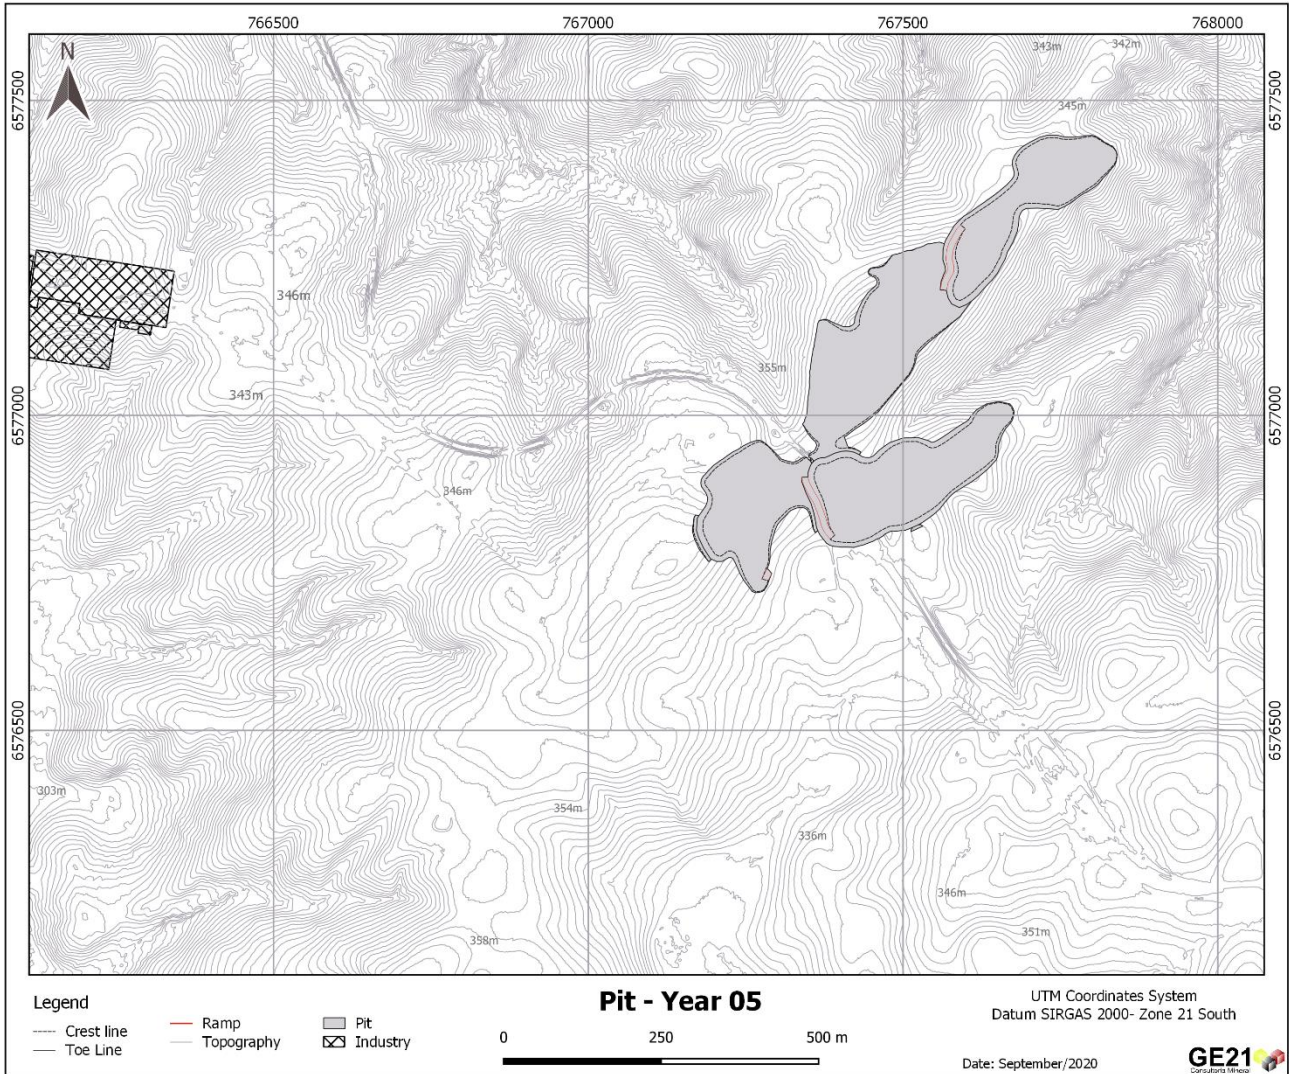 766500
767000
767500
768000
N
343m
342m
6577500
345m
6577500
346m
355m
343m
6577000
6577000
346m
6576500
6576500
303m
354m
336m
346m
351m
358m
Legend
Crest line
Toe Line
Ramp
Topography
Pit
Industry
Pit - Year 05
0
250
500 m
UTM Coordinates System
Datum SIRGAS 2000- Zone 21 South
Date: September/2020
GE21
Consultoria Mineral